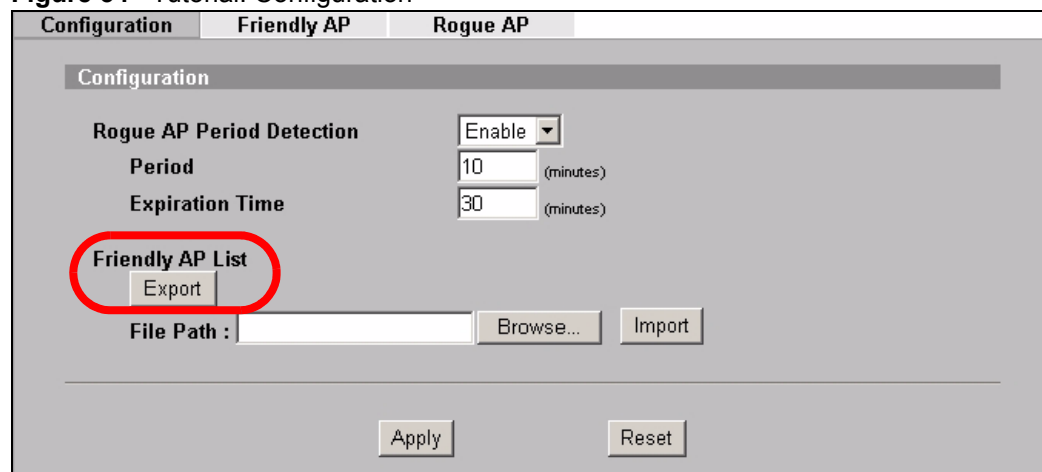 Configuration Friendly AP Rogue AP
Configuration
Rogue AP Period Detection Enable
Period 10 (minutes)
Expiration Time 30 (minutes)
Friendly AP List
Export
File Path : Browse... Import
Apply Reset